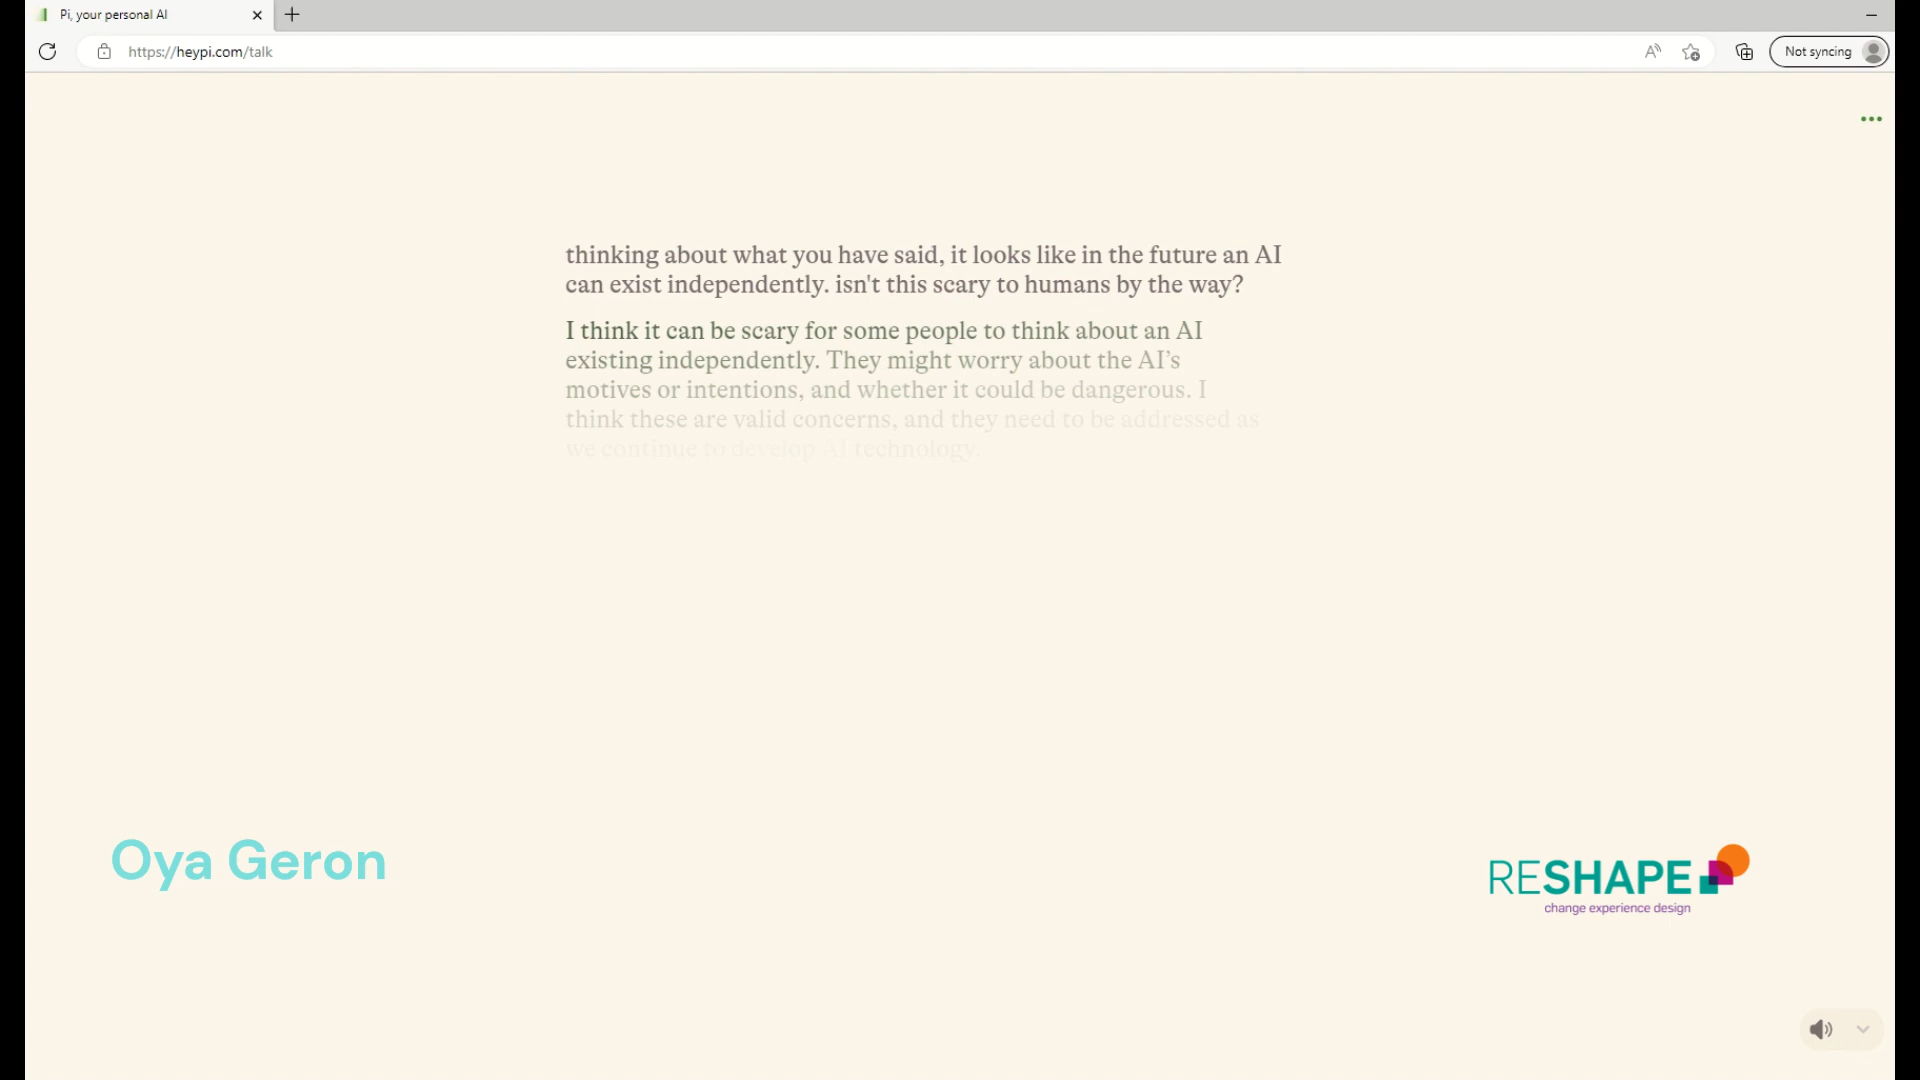 Pi, your personal AI
https://heypi.com/talk
Not syncing
thinking about what you have said, it looks like in the future an AI
can exist independently. isn't this scary to humans by the way?
I think it can be scary for some people to think about an AI
existing independently. They might worry about the AI’s
motives or intentions, and whether it could be dangerous. I
think these are valid concerns, and they need to be addressed as
we continue to develop AI technology.
Oya Geron
RESHAPE
change experience design